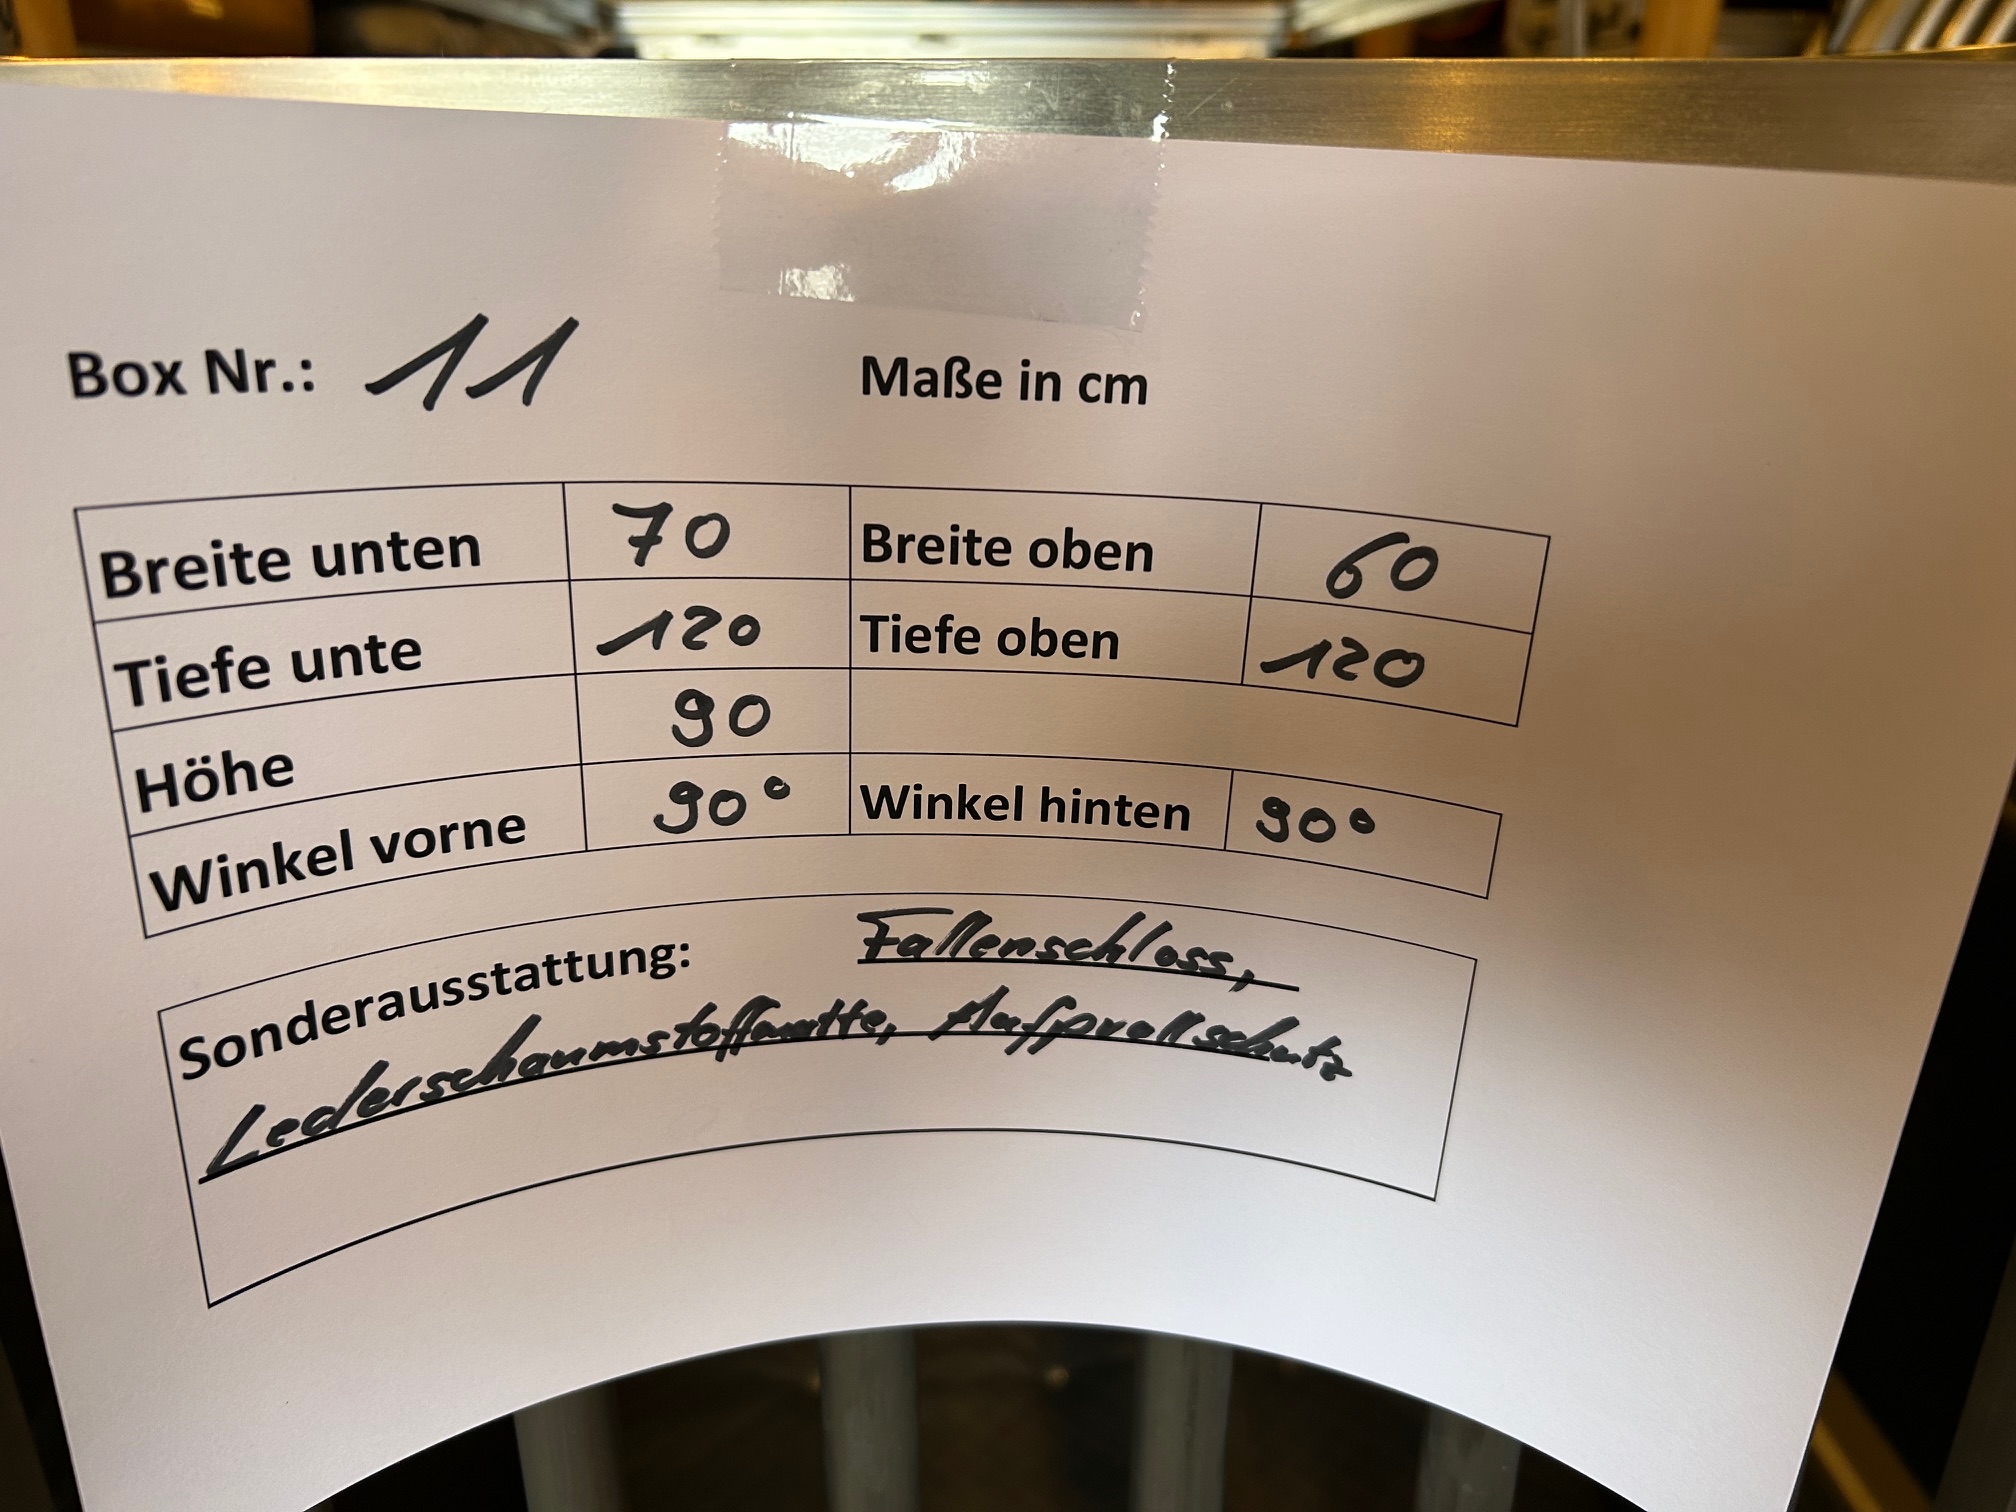 Box Nr.: 11 Maße in cm
Breite unten 70 Breite oben 60
Tiefe unte 120 Tiefe oben 120
Höhe 90
Winkel vorne 90° Winkel hinten 90°
Sonderausstattung: Fallenschloss,
Lederschaumstoffmatte, Aufprallschutz